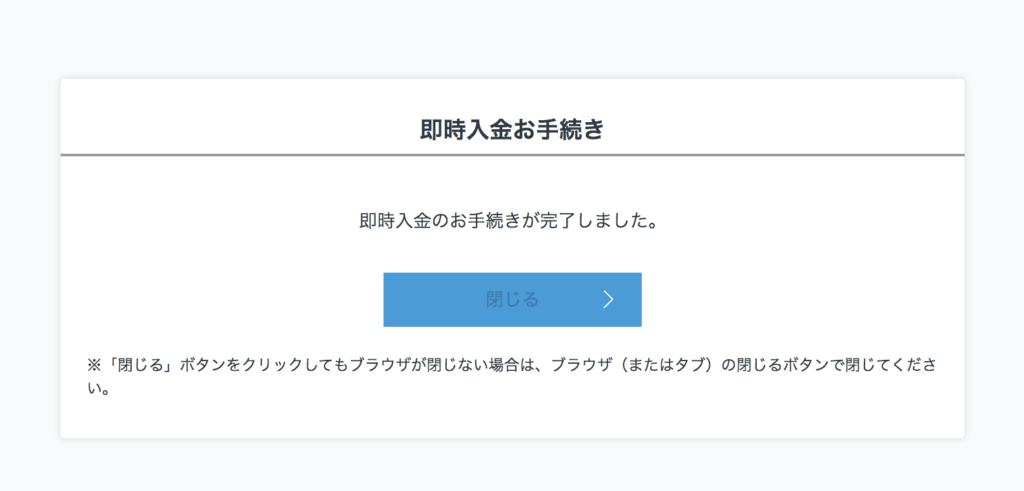 即時入金お手続き
即時入金のお手続きが完了しました。
閉じる
※「閉じる」ボタンをクリックしてもブラウザが閉じない場合は、ブラウザ（またはタブ）の閉じるボタンで閉じてくださ
い。